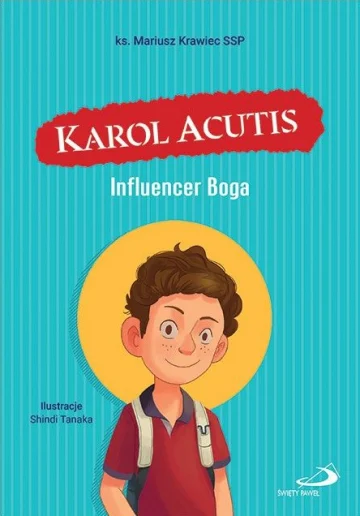 ks. Mariusz Krawiec SSP
KAROL ACUTIS
Influencer Boga
Ilustracje
Shindi Tanaka
ŚWIĘTY PAWEŁ